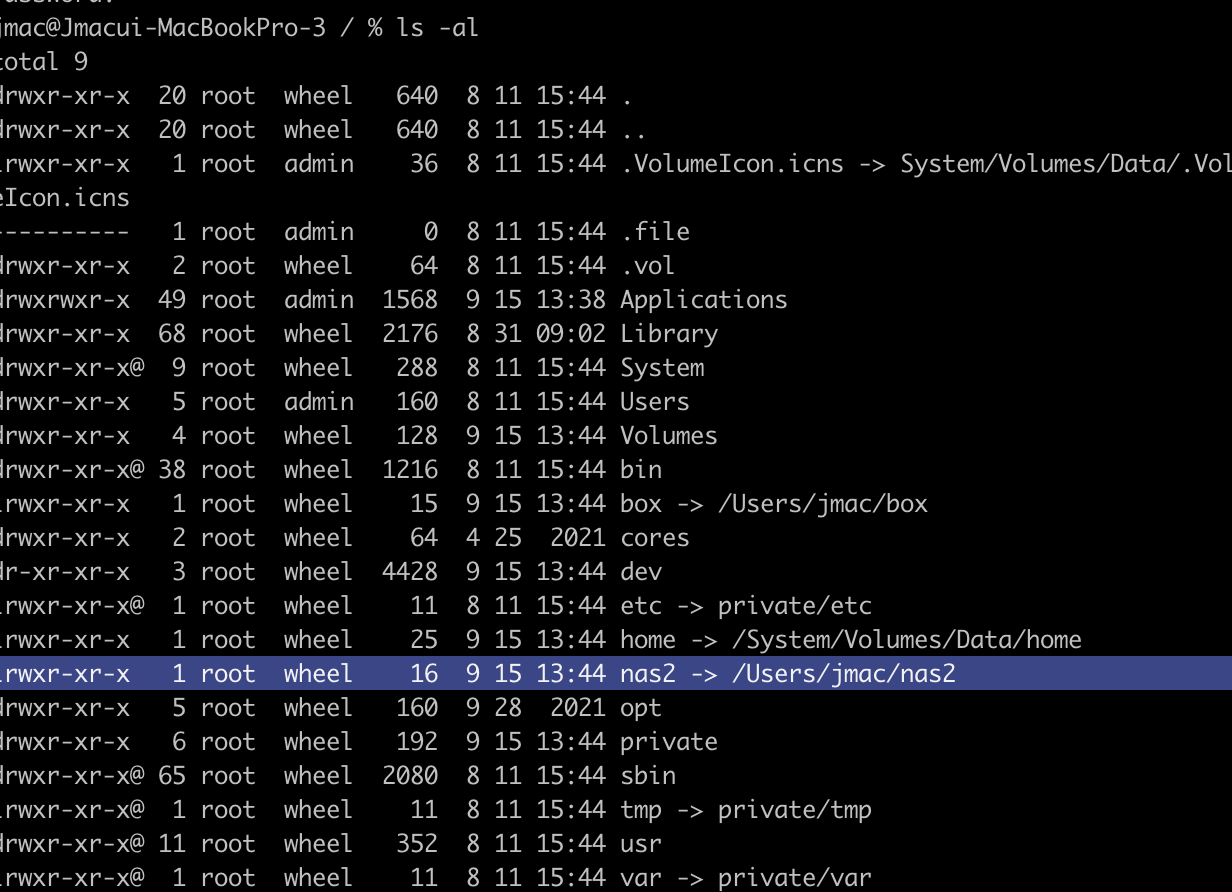 jmac@Jmacui-MacBookPro-3 / % ls -al
total 9
drwxr-xr-x  20 root  wheel   640  8 11 15:44 .
drwxr-xr-x  20 root  wheel   640  8 11 15:44 ..
lrwxr-xr-x   1 root  admin    36  8 11 15:44 .VolumeIcon.icns -> System/Volumes/Data/.Vol
eIcon.icns
----------   1 root  admin     0  8 11 15:44 .file
drwxr-xr-x   2 root  wheel    64  8 11 15:44 .vol
drwxrwxr-x  49 root  admin  1568  9 15 13:38 Applications
drwxr-xr-x  68 root  wheel  2176  8 31 09:02 Library
drwxr-xr-x@  9 root  wheel   288  8 11 15:44 System
drwxr-xr-x   5 root  admin   160  8 11 15:44 Users
drwxr-xr-x   4 root  wheel   128  9 15 13:44 Volumes
drwxr-xr-x@ 38 root  wheel  1216  8 11 15:44 bin
lrwxr-xr-x   1 root  wheel    15  9 15 13:44 box -> /Users/jmac/box
drwxr-xr-x   2 root  wheel    64  4 25  2021 cores
dr-xr-xr-x   3 root  wheel  4428  9 15 13:44 dev
lrwxr-xr-x@  1 root  wheel    11  8 11 15:44 etc -> private/etc
lrwxr-xr-x   1 root  wheel    25  9 15 13:44 home -> /System/Volumes/Data/home
lrwxr-xr-x   1 root  wheel    16  9 15 13:44 nas2 -> /Users/jmac/nas2
drwxr-xr-x   5 root  wheel   160  9 28  2021 opt
drwxr-xr-x   6 root  wheel   192  9 15 13:44 private
drwxr-xr-x@ 65 root  wheel  2080  8 11 15:44 sbin
lrwxr-xr-x@  1 root  wheel    11  8 11 15:44 tmp -> private/tmp
drwxr-xr-x@ 11 root  wheel   352  8 11 15:44 usr
lrwxr-xr-x@  1 root  wheel    11  8 11 15:44 var -> private/var